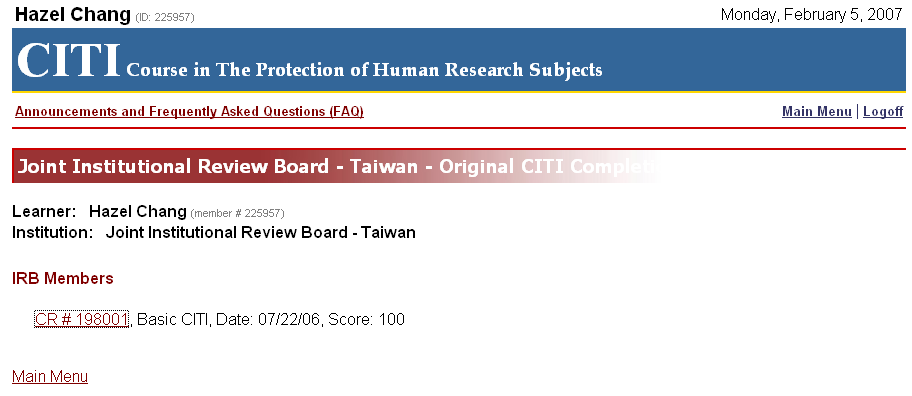 Hazel Chang (ID: 225957) Monday, February 5, 2007
CITI Course in The Protection of Human Research Subjects
Announcements and Frequently Asked Questions (FAQ) Main Menu | Logoff
Joint Institutional Review Board - Taiwan - Original CITI Complet
Learner: Hazel Chang (member # 225957)
Institution: Joint Institutional Review Board - Taiwan
IRB Members
CR # 198001, Basic CITI, Date: 07/22/06, Score: 100
Main Menu